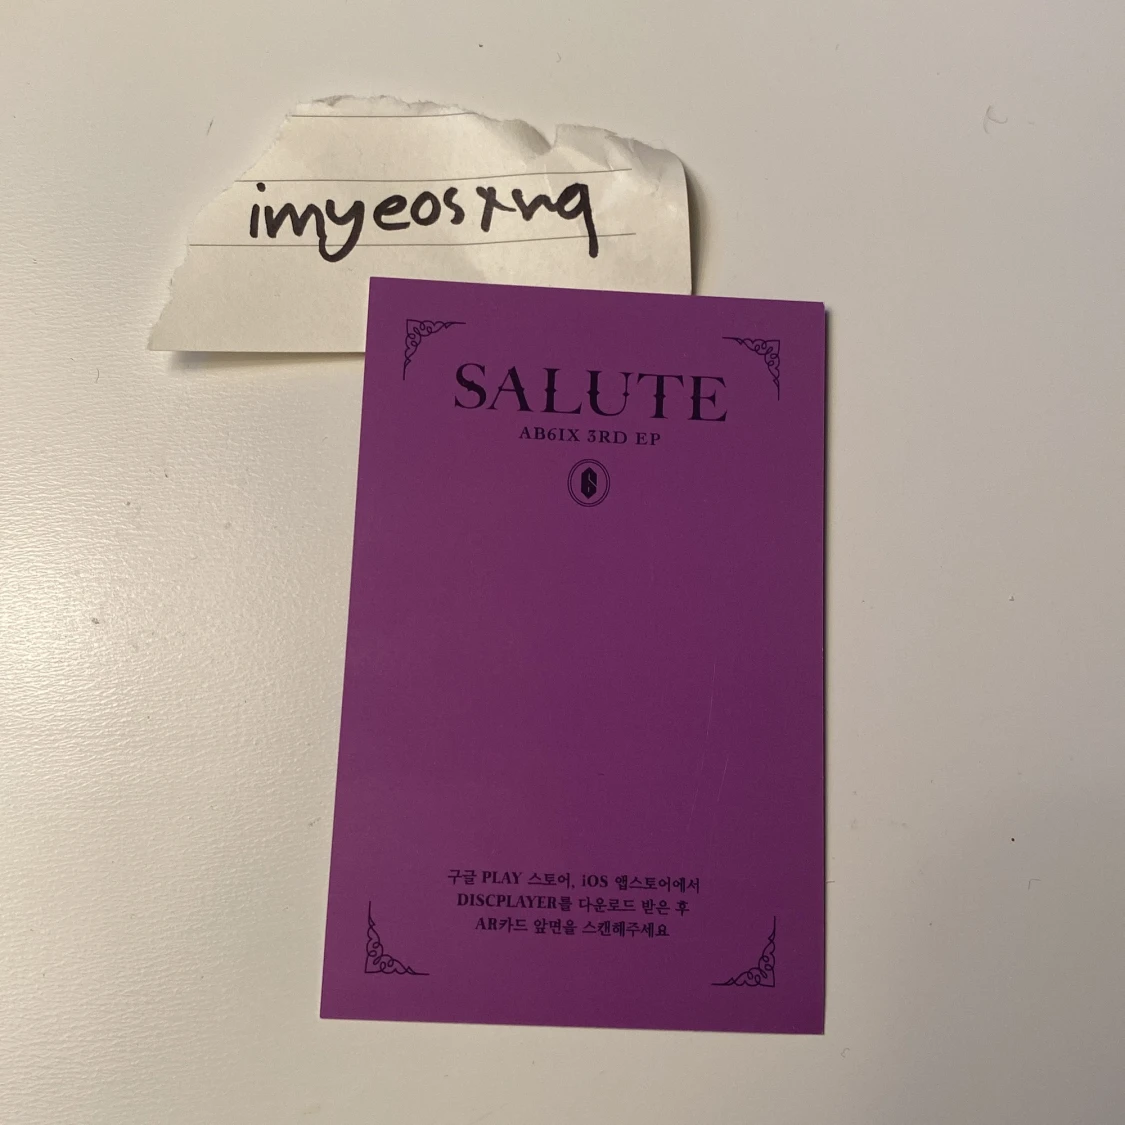 imyeosxng
SALUTE
AB6IX 3RD EP
6
구글 PLAY 스토어, iOS 앱스토어에서
DISCPLAYER를 다운로드 받은 후
AR카드 앞면을 스캔해주세요